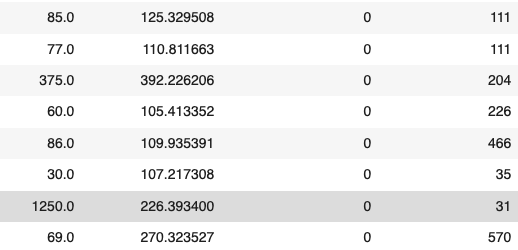 85.0 125.329508 0 111
77.0 110.811663 0 111
375.0 392.226206 0 204
60.0 105.413352 0 226
86.0 109.935391 0 466
30.0 107.217308 0 35
1250.0 226.393400 0 31
69.0 270.323527 0 570